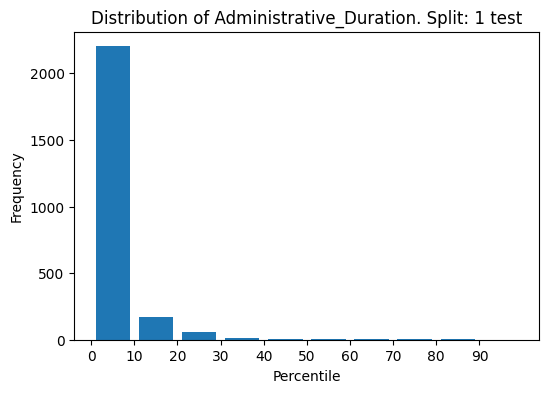 Distribution of Administrative_Duration. Split: 1 test
Frequency
2000
1500
1000
500
0
0 10 20 30 40 50 60 70 80 90
Percentile